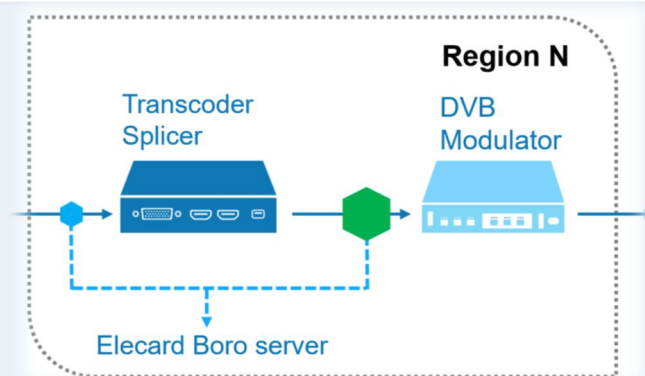 Region N
Transcoder
Splicer
DVB
Modulator
Elecard Boro server